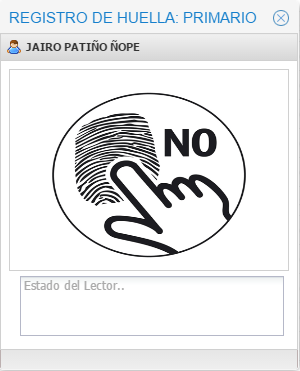 REGISTRO DE HUELLA: PRIMARIO
JAIRO PATIÑO ÑOPE
NO
Estado del Lector..